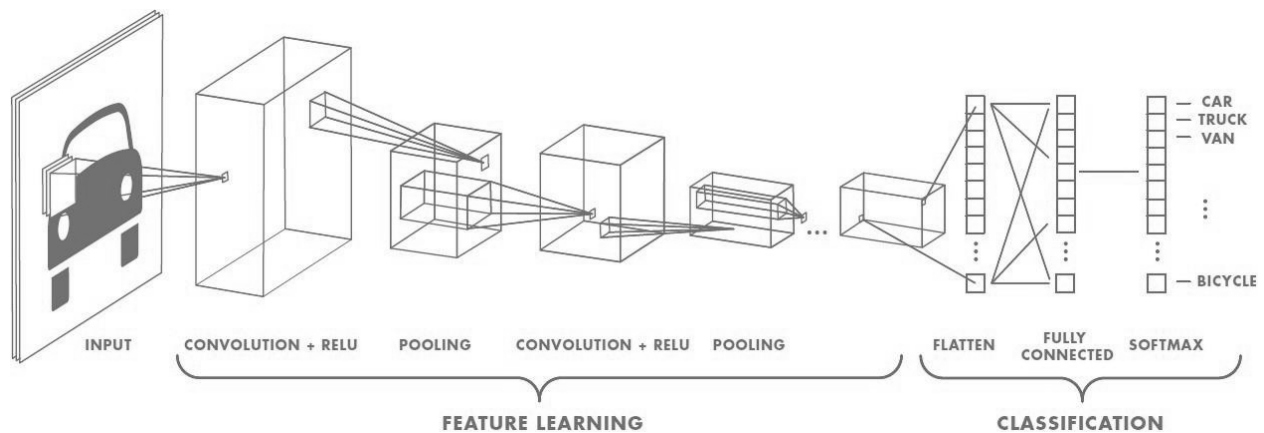 CAR
TRUCK
VAN
BICYCLE
INPUT
CONVOLUTION + RELU
POOLING
CONVOLUTION + RELU
POOLING
FLATTEN
FULLY
CONNECTED
SOFTMAX
FEATURE LEARNING
CLASSIFICATION